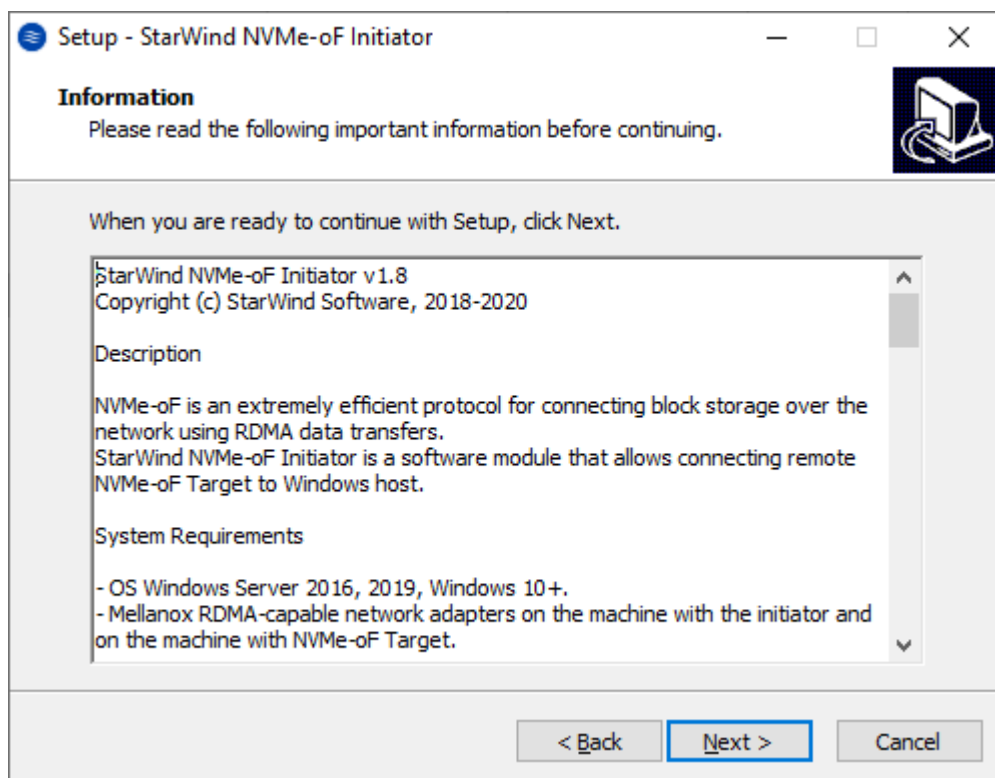 Setup - StarWind NVMe-oF Initiator
Information
Please read the following important information before continuing.
When you are ready to continue with Setup, click Next.
StarWind NVMe-oF Initiator v1.8
Copyright (c) StarWind Software, 2018-2020
Description
NVMe-oF is an extremely efficient protocol for connecting block storage over the
network using RDMA data transfers.
StarWind NVMe-oF Initiator is a software module that allows connecting remote
NVMe-oF Target to Windows host.
System Requirements
- OS Windows Server 2016, 2019, Windows 10+.
- Mellanox RDMA-capable network adapters on the machine with the initiator and
on the machine with NVMe-oF Target.
< Back
Next >
Cancel